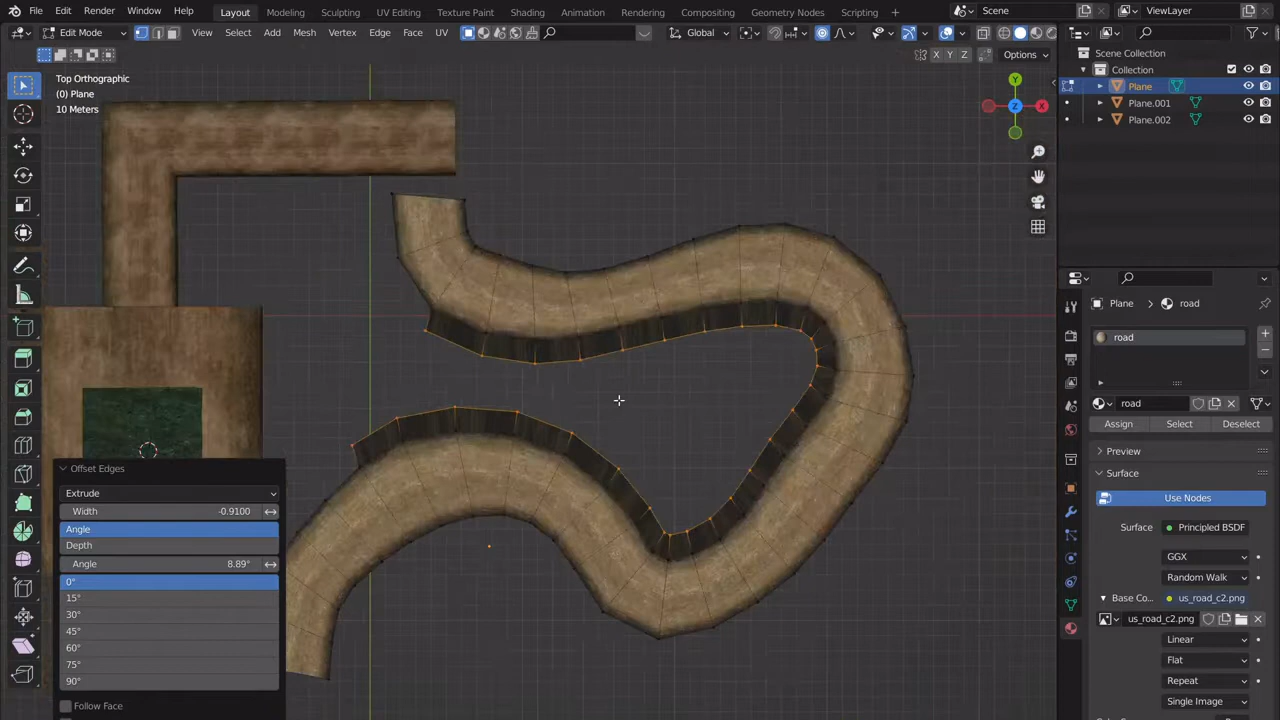 File Edit Render Window Help Layout Modeling Sculpting UV Editing Texture Paint Shading Animation Rendering Compositing Geometry Nodes Scripting + Scene ViewLayer
Edit Mode View Select Add Mesh Vertex Edge Face UV Global
X Y Z Options
Scene Collection
Collection
Plane
Plane.001
Plane.002
Top Orthographic
(0) Plane
10 Meters
Y
Z
X
Plane road
road
road
Assign Select Deselect
Preview
Surface
Use Nodes
Surface Principled BSDF
GGX
Random Walk
Base Co... us_road_c2.png
us_road_c2.png
Linear
Flat
Repeat
Single Image
Offset Edges
Extrude
Width -0.9100
Angle
Depth
Angle 8.89°
0°
15°
30°
45°
60°
75°
90°
Follow Face